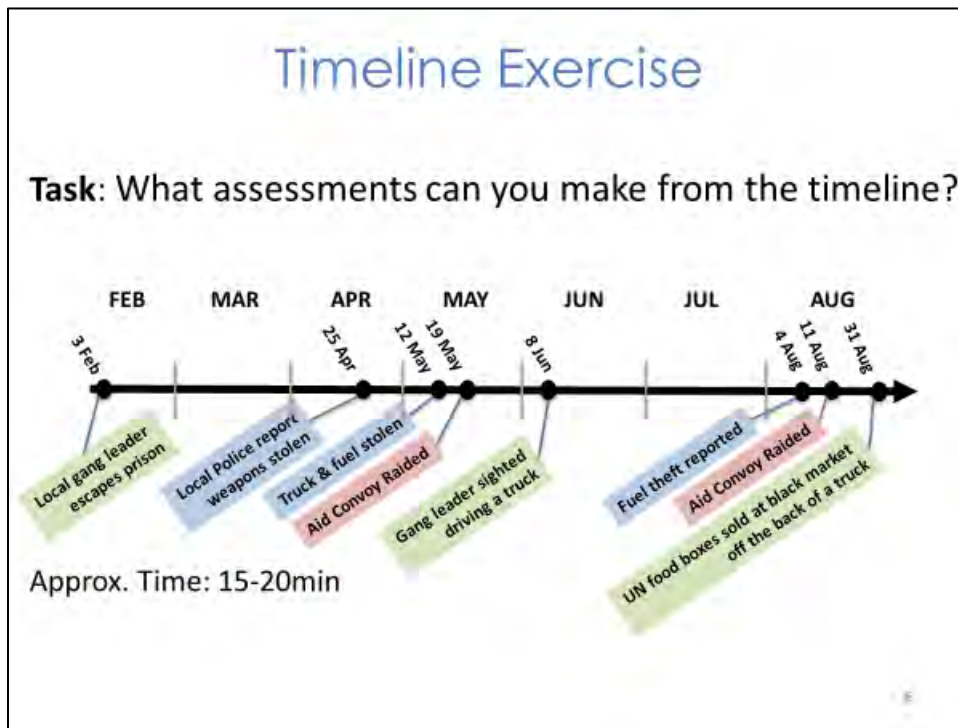 Timeline Exercise
Task: What assessments can you make from the timeline?
FEB MAR APR MAY JUN JUL AUG
3 Feb
25 Apr
12 May
19 May
8 Jun
4 Aug
11 Aug
31 Aug
Local gang leader
escapes prison
Local Police report
weapons stolen
Truck & fuel stolen
Aid Convoy Raided
Gang leader sighted
driving a truck
Fuel theft reported
Aid Convoy Raided
UN food boxes sold at black market
off the back of a truck
Approx. Time: 15-20min